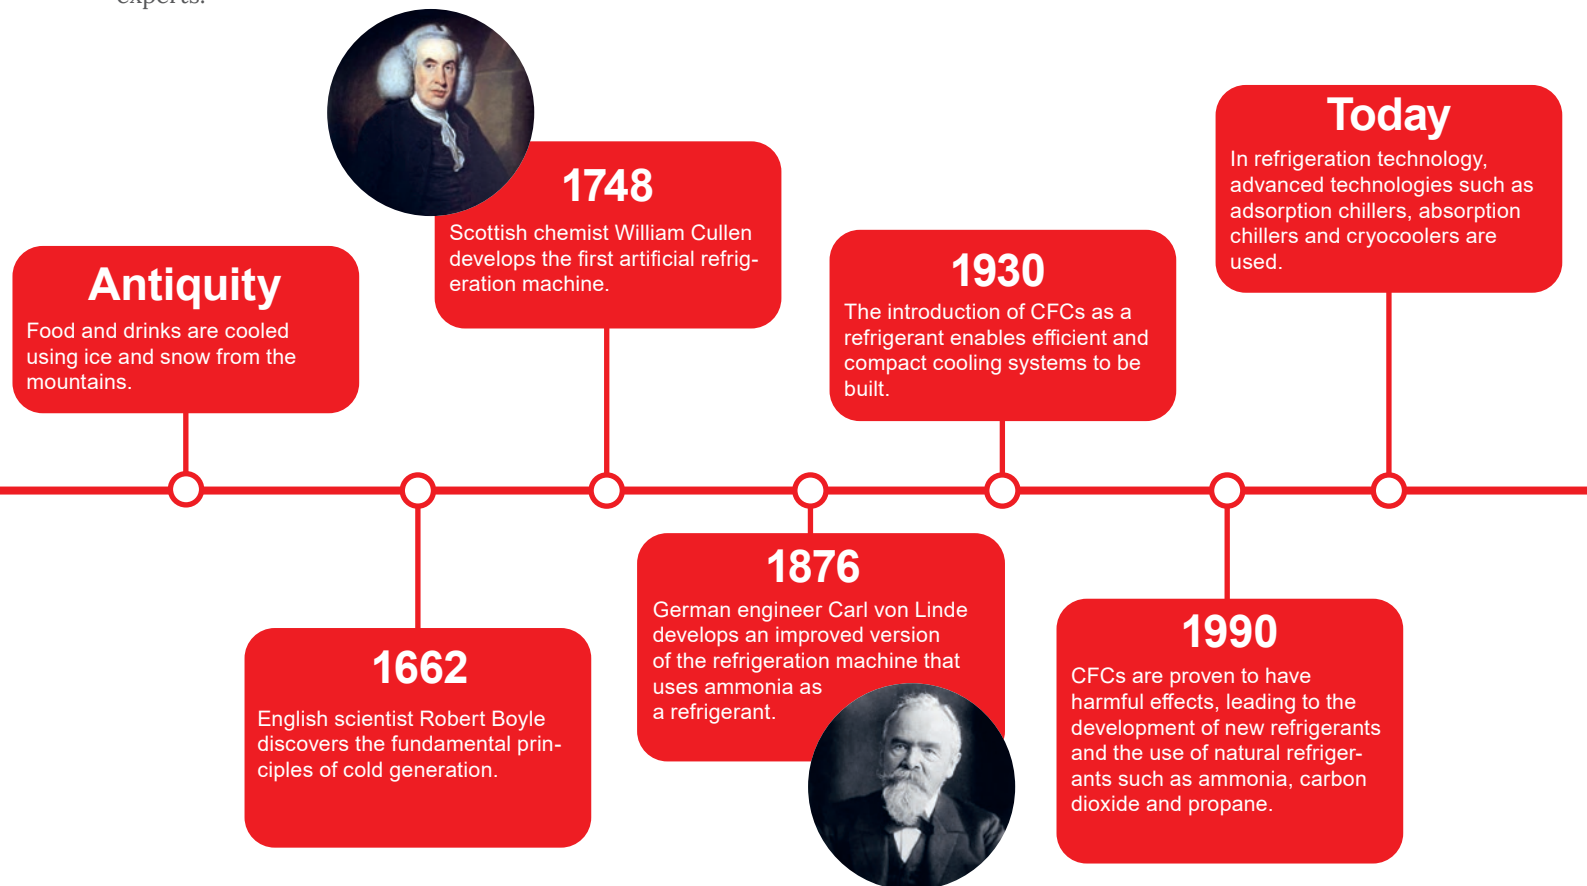 experts.
Antiquity
Food and drinks are cooled
using ice and snow from the
mountains.
1662
English scientist Robert Boyle
discovers the fundamental prin-
ciples of cold generation.
1748
Scottish chemist William Cullen
develops the first artificial refrig-
eration machine.
1876
German engineer Carl von Linde
develops an improved version
of the refrigeration machine that
uses ammonia as
a refrigerant.
1930
The introduction of CFCs as a
refrigerant enables efficient and
compact cooling systems to be
built.
1990
CFCs are proven to have
harmful effects, leading to the
development of new refrigerants
and the use of natural refriger-
ants such as ammonia, carbon
dioxide and propane.
Today
In refrigeration technology,
advanced technologies such as
adsorption chillers, absorption
chillers and cryocoolers are
used.